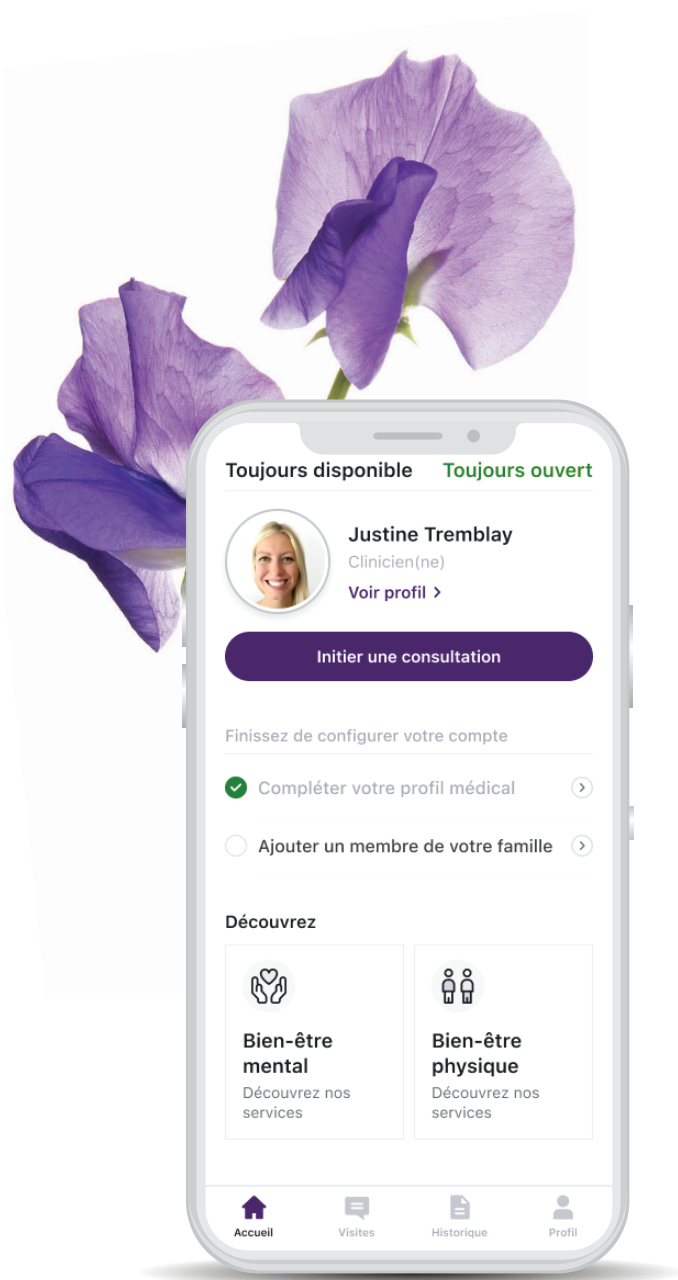 Toujours disponible Toujours ouvert
Justine Tremblay
Clinicien(ne)
Voir profil
Initier une consultation
Finissez de configurer votre compte
Compléter votre profil médical
Ajouter un membre de votre famille
Découvrez
Bien-être
mental
Découvrez nos
services
Bien-être
physique
Découvrez nos
services
Accueil Visites Historique Profil